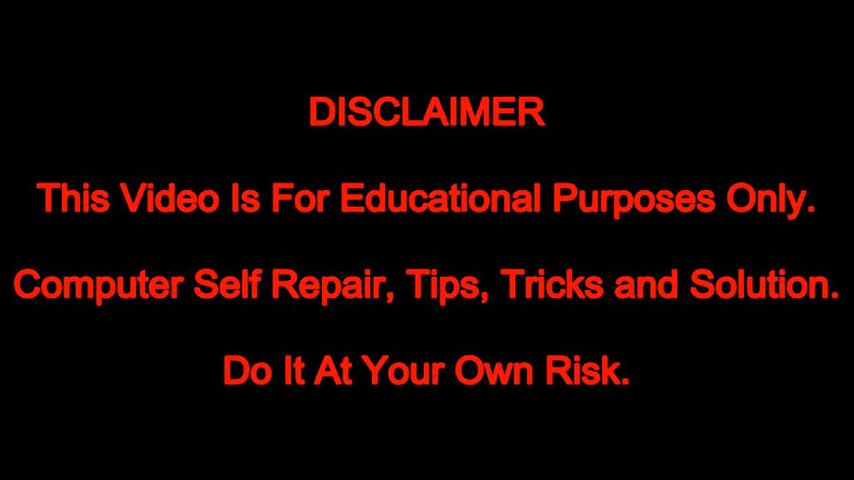 DISCLAIMER
This Video Is For Educational Purposes Only.
Computer Self Repair, Tips, Tricks and Solution.
Do It At Your Own Risk.